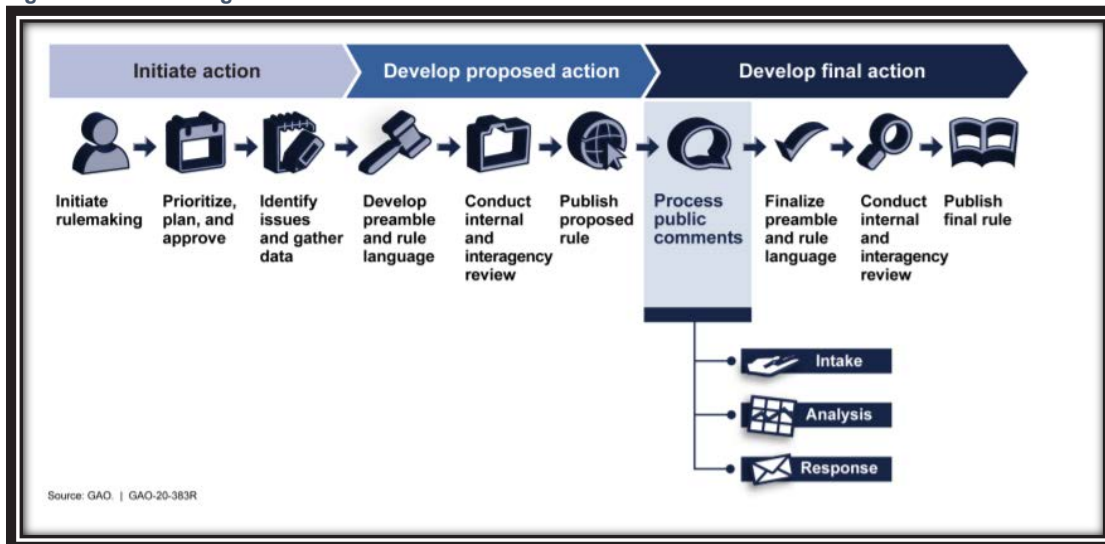 Initiate action
Develop proposed action
Develop final action
Initiate
rulemaking
Prioritize,
plan, and
approve
Identify
issues
and gather
data
Develop
preamble
and rule
language
Conduct
internal
and
interagency
review
Publish
proposed
rule
Process
public
comments
Finalize
preamble
and rule
language
Conduct
internal
and
interagency
review
Publish
final rule
Intake
Analysis
Response
Source: GAO. | GAO-20-383R